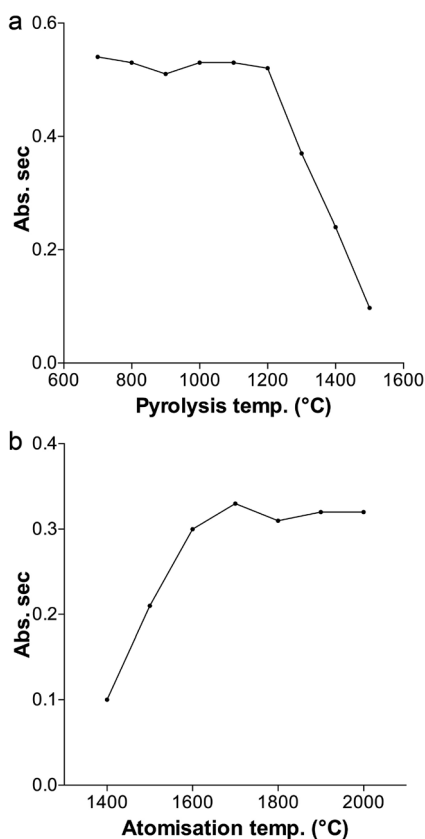 a
0.6
0.4
0.2
0.0
Abs. sec
600 800 1000 1200 1400 1600
Pyrolysis temp. (°C)
b
0.4
0.3
0.2
0.1
0.0
Abs. sec
1400 1600 1800 2000
Atomisation temp. (°C)